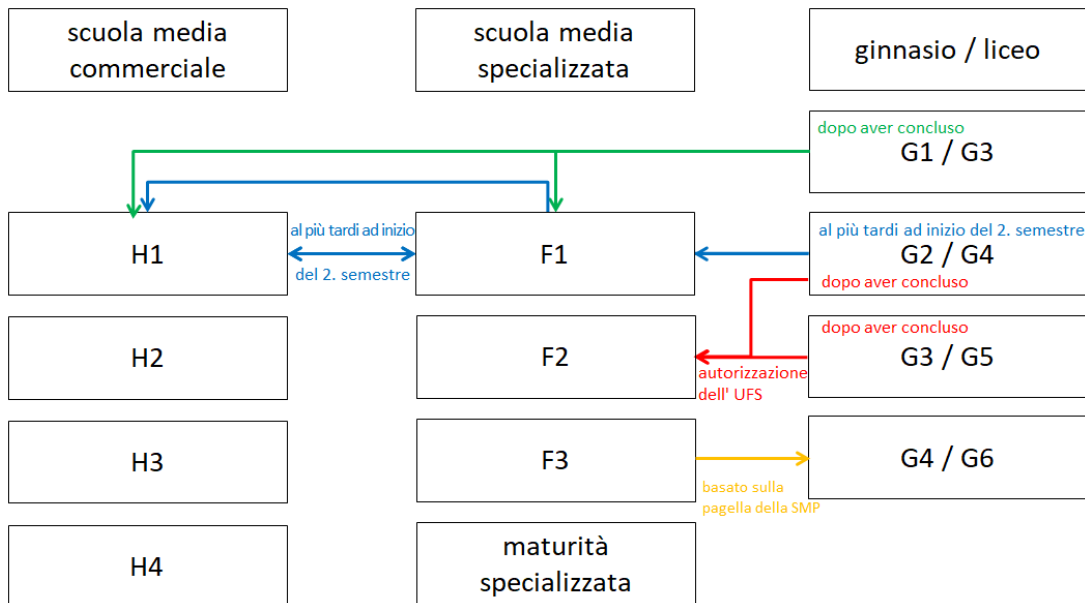 scuola media
commerciale
scuola media
specializzata
ginnasio / liceo
dopo aver concluso
G1 / G3
H1
al più tardi ad inizio
del 2. semestre
F1
al più tardi ad inizio del 2. semestre
G2 / G4
dopo aver concluso
H2
F2
dopo aver concluso
G3 / G5
autorizzazione
dell' UFS
H3
F3
G4 / G6
basato sulla
pagella della SMP
H4
maturità
specializzata